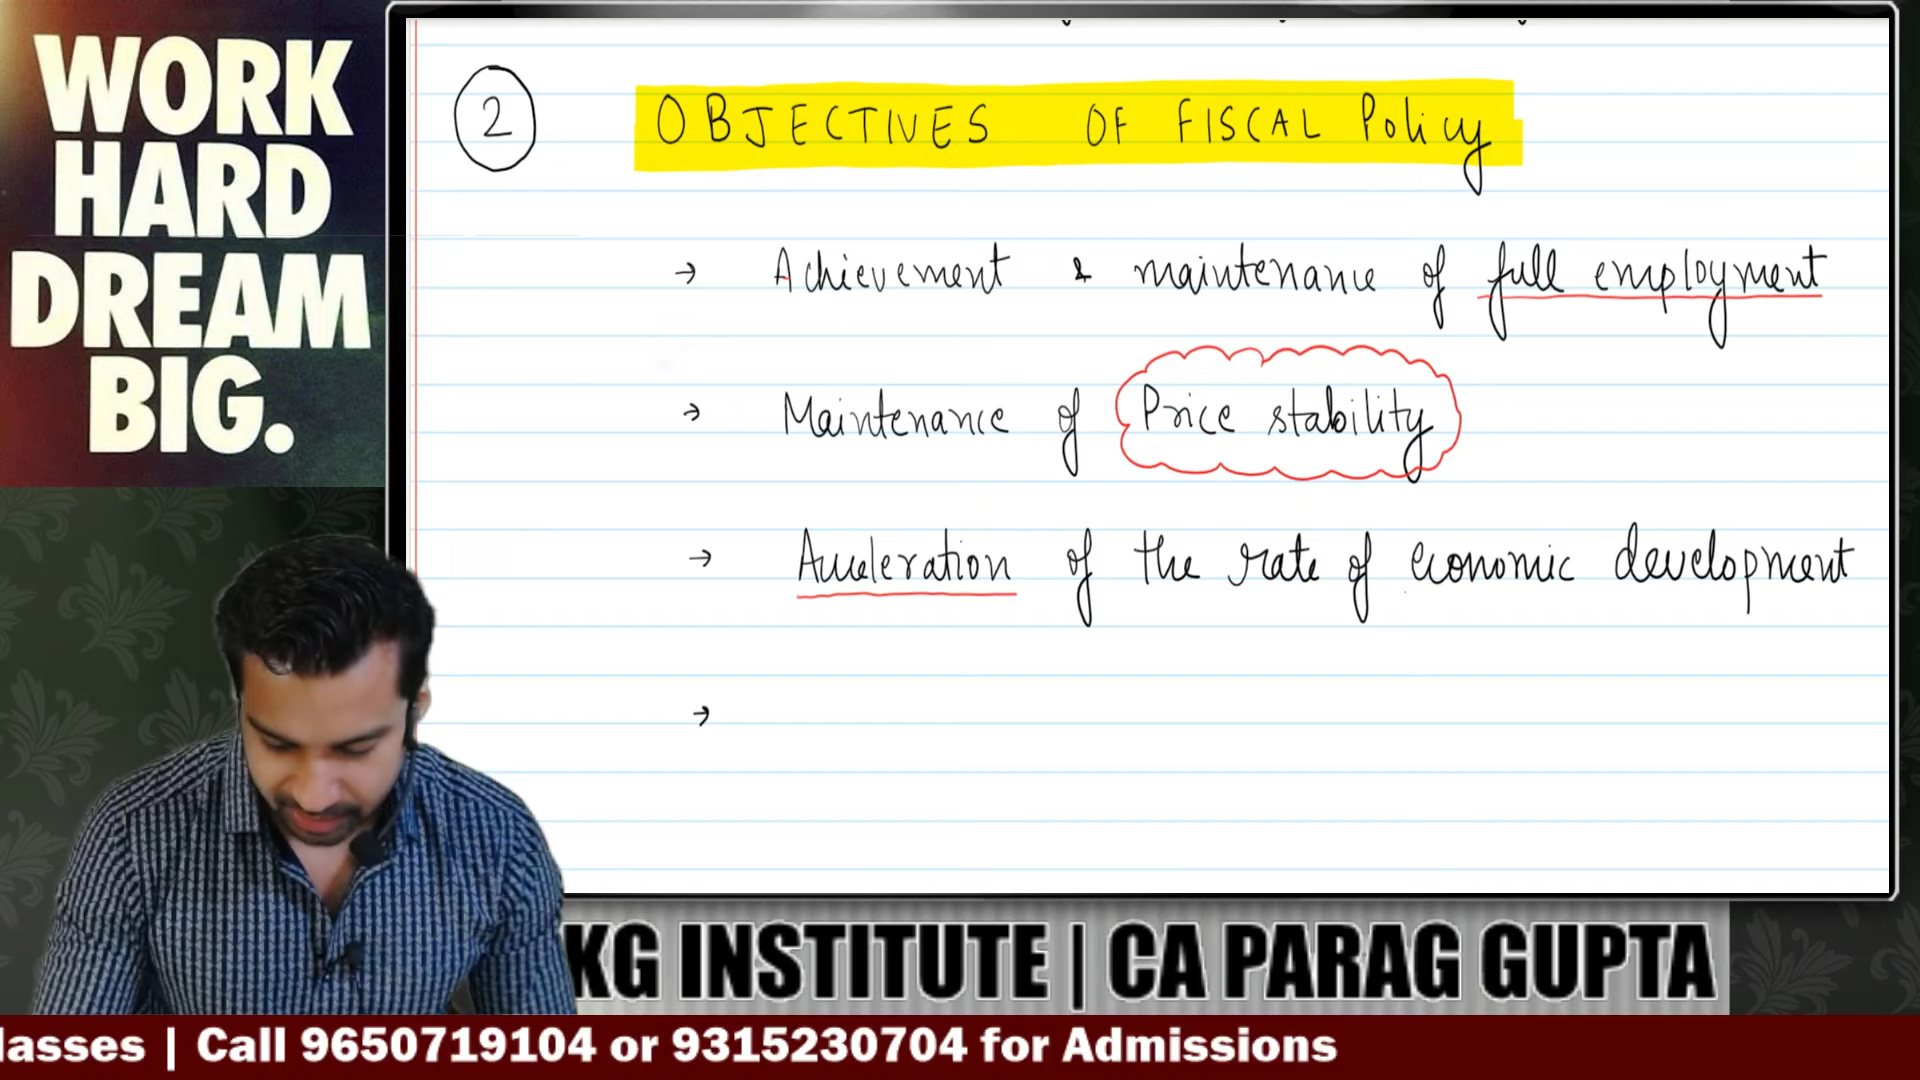 WORK
HARD
DREAM
BIG.
2 OBJECTIVES OF FISCAL Policy
→ Achievement & maintenance of full employment
→ Maintenance of Price stability
→ Acceleration of the rate of economic development
→
KG INSTITUTE | CA PARAG GUPTA
lasses | Call 9650719104 or 9315230704 for Admissions